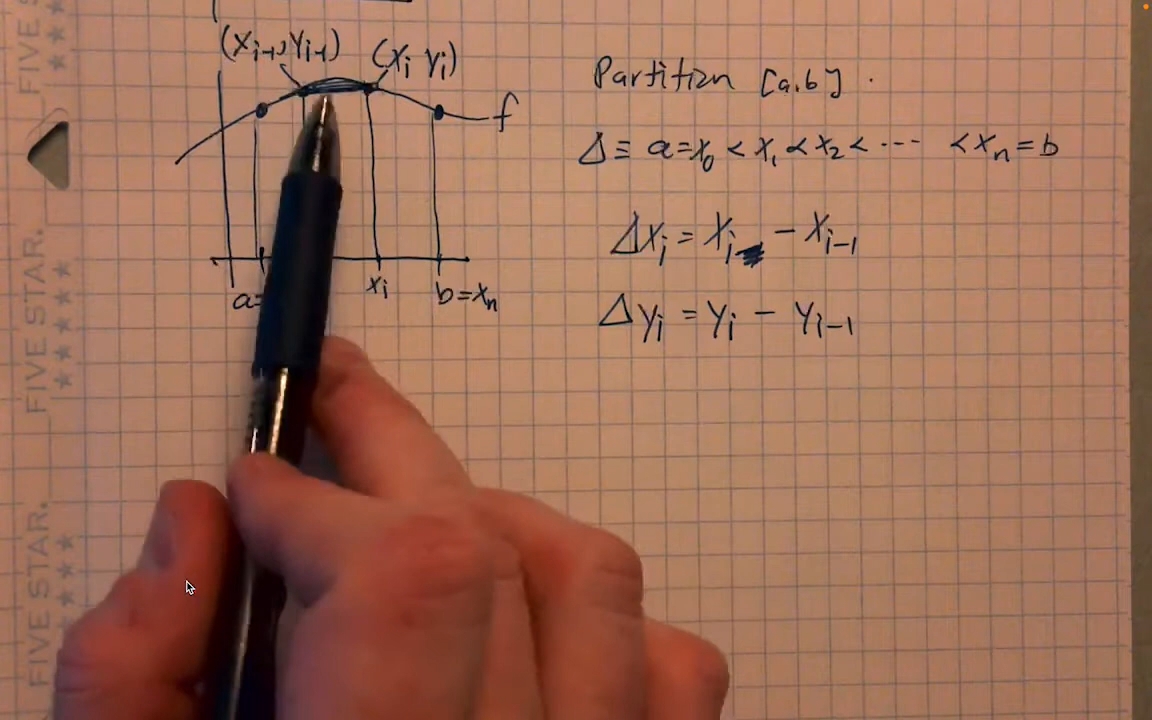 (x_{i-1}, y_{i-1})
(x_i y_i)
f
a=
x_i
b=x_n
Partition [a,b].
Δ ≡ a=x_0 < x_1 < x_2 < ··· < x_n = b
Δx_i = x_i - x_{i-1}
Δy_i = y_i - y_{i-1}
FIVE STAR.
FIVE STAR.
FIVE STAR.